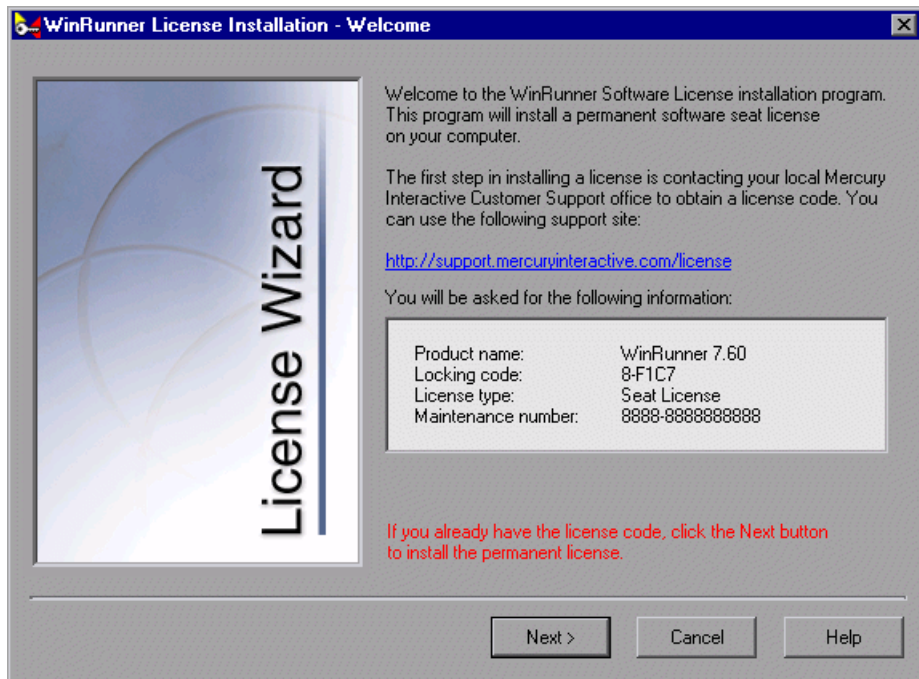 WinRunner License Installation - Welcome
License Wizard
Welcome to the WinRunner Software License installation program.
This program will install a permanent software seat license
on your computer.
The first step in installing a license is contacting your local Mercury
Interactive Customer Support office to obtain a license code. You
can use the following support site:
http://support.mercuryinteractive.com/license
You will be asked for the following information:
Product name: WinRunner 7.60
Locking code: 8-F1C7
License type: Seat License
Maintenance number: 8888-8888888888
If you already have the license code, click the Next button
to install the permanent license.
Next > Cancel Help